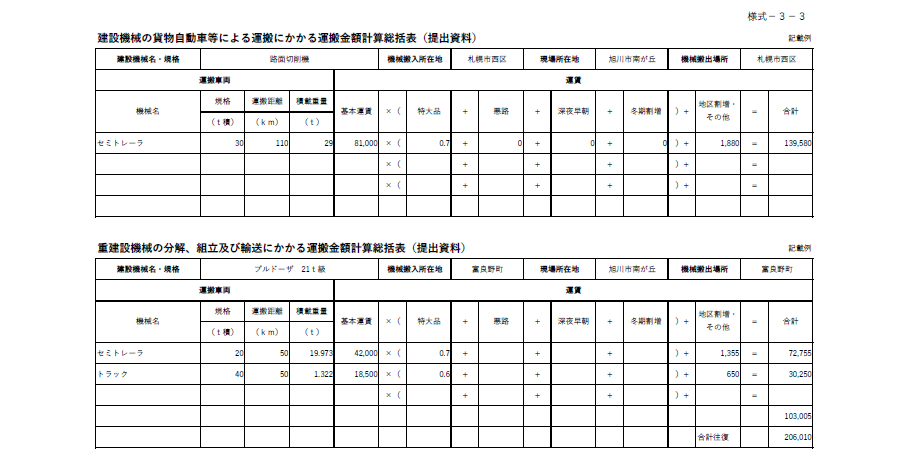 様式－３－３
建設機械の貨物自動車等による運搬にかかる運搬金額計算総括表（提出資料）　記載例
建設機械名・規格　路面切削機　機械搬入所在地　札幌市西区　現場所在地　旭川市南が丘　機械搬出場所　札幌市西区
運搬車両　運賃
機械名　規格　運搬距離　積載重量　基本運賃　×（　特大品　＋　悪路　＋　深夜早朝　＋　冬期割増　）＋　地区割増・その他　＝　合計
（ｔ積）　（ｋｍ）　（ｔ）
セミトレーラ　30　110　29　81,000　×（　0.7　＋　0　＋　0　＋　0　）＋　1,880　＝　139,580
×（　＋　＋　＋　）＋　＝
×（　＋　＋　＋　）＋　＝
重建設機械の分解、組立及び輸送にかかる運搬金額計算総括表（提出資料）　記載例
建設機械名・規格　ブルドーザ　21ｔ級　機械搬入所在地　富良野町　現場所在地　旭川市南が丘　機械搬出場所　富良野町
運搬車両　運賃
機械名　規格　運搬距離　積載重量　基本運賃　×（　特大品　＋　悪路　＋　深夜早朝　＋　冬期割増　）＋　地区割増・その他　＝　合計
（ｔ積）　（ｋｍ）　（ｔ）
セミトレーラ　20　50　19.973　42,000　×（　0.7　＋　＋　＋　）＋　1,355　＝　72,755
トラック　40　50　1.322　18,500　×（　0.6　＋　＋　＋　）＋　650　＝　30,250
×（　＋　＋　＋　）＋　＝
103,005
合計往復　206,010